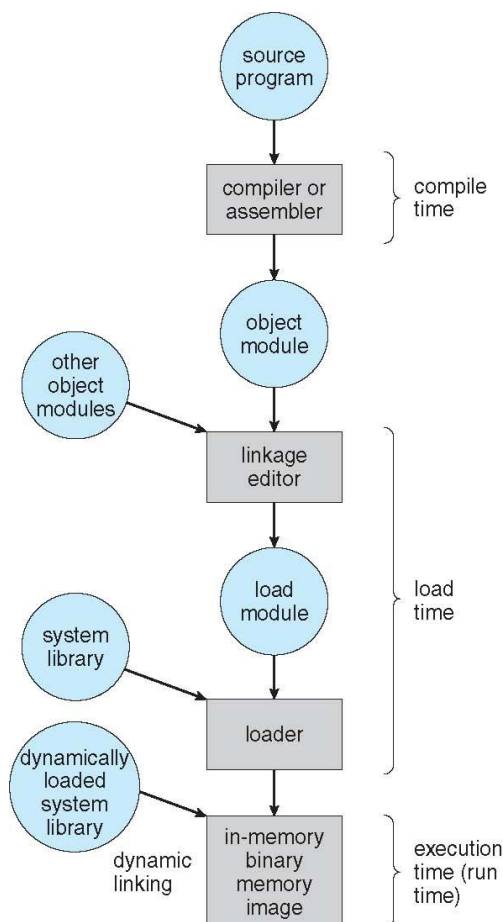 source
program
compiler or
assembler
compile
time
object
module
other
object
modules
linkage
editor
load
module
load
time
system
library
loader
dynamically
loaded
system
library
dynamic
linking
in-memory
binary
memory
image
execution
time (run
time)